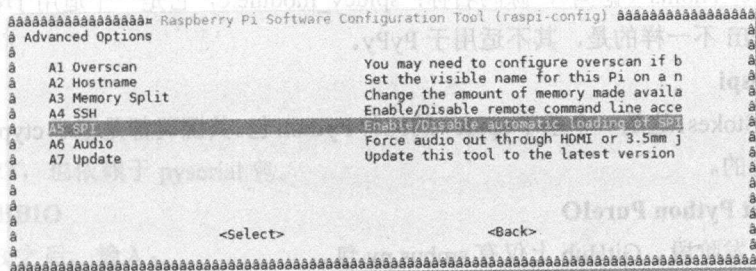 âââââââââââââââââ¤ Raspberry Pi Software Configuration Tool (raspi-config) ââââââââââââââââ
â Advanced Options â
â A1 Overscan You may need to configure overscan if b â
â A2 Hostname Set the visible name for this Pi on a n â
â A3 Memory Split Change the amount of memory made availa â
â A4 SSH Enable/Disable remote command line acce â
â A5 SPI Enable/Disable automatic loading of SPI â
â A6 Audio Force audio out through HDMI or 3.5mm j â
â A7 Update Update this tool to the latest version â
â <Select> <Back> â